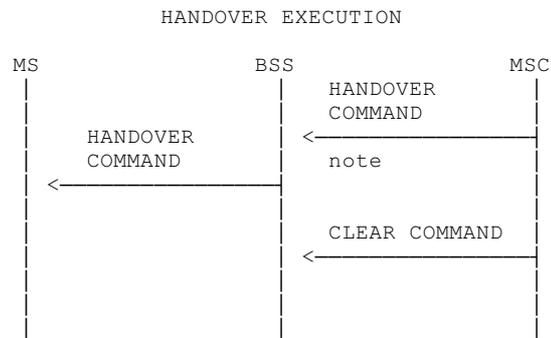 HANDOVER EXECUTION
MS BSS MSC
HANDOVER
COMMAND
HANDOVER
COMMAND note
CLEAR COMMAND